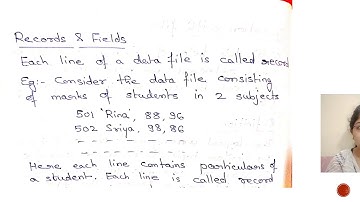 Records & Fields
Each line of a data file is called record
Eg:- Consider the data file consisting
of marks of students in 2 subjects
501 'Rina', 88, 96
502 Sriya, 98, 86
- - - - - - - - -
- - - - - - - - -
Here each line contains particulars of
a student. Each line is called record